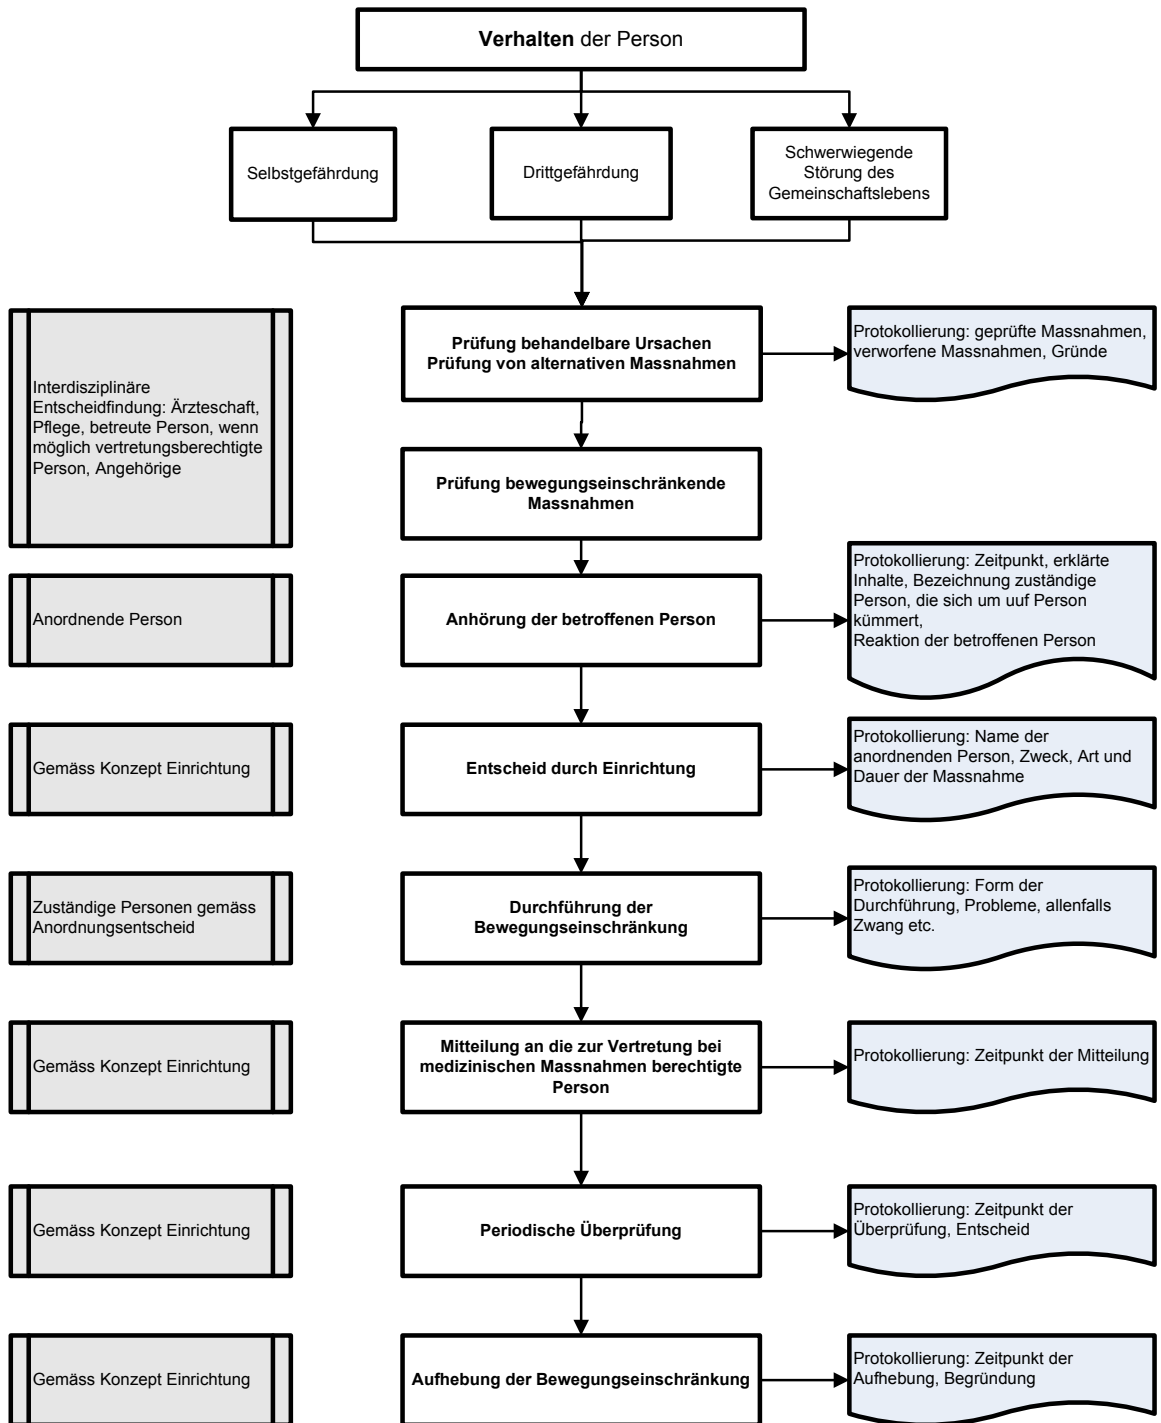 Verhalten der Person
Selbstgefährdung
Drittgefährdung
Schwerwiegende
Störung des
Gemeinschaftslebens
Interdisziplinäre
Entscheidfindung: Ärzteschaft,
Pflege, betreute Person, wenn
möglich vertretungsberechtigte
Person, Angehörige
Prüfung behandelbare Ursachen
Prüfung von alternativen Massnahmen
Protokollierung: geprüfte Massnahmen,
verworfene Massnahmen, Gründe
Prüfung bewegungseinschränkende
Massnahmen
Anordnende Person
Anhörung der betroffenen Person
Protokollierung: Zeitpunkt, erklärte
Inhalte, Bezeichnung zuständige
Person, die sich um uuf Person
kümmert,
Reaktion der betroffenen Person
Gemäss Konzept Einrichtung
Entscheid durch Einrichtung
Protokollierung: Name der
anordnenden Person, Zweck, Art und
Dauer der Massnahme
Zuständige Personen gemäss
Anordnungsentscheid
Durchführung der
Bewegungseinschränkung
Protokollierung: Form der
Durchführung, Probleme, allenfalls
Zwang etc.
Gemäss Konzept Einrichtung
Mitteilung an die zur Vertretung bei
medizinischen Massnahmen berechtigte
Person
Protokollierung: Zeitpunkt der Mitteilung
Gemäss Konzept Einrichtung
Periodische Überprüfung
Protokollierung: Zeitpunkt der
Überprüfung, Entscheid
Gemäss Konzept Einrichtung
Aufhebung der Bewegungseinschränkung
Protokollierung: Zeitpunkt der
Aufhebung, Begründung